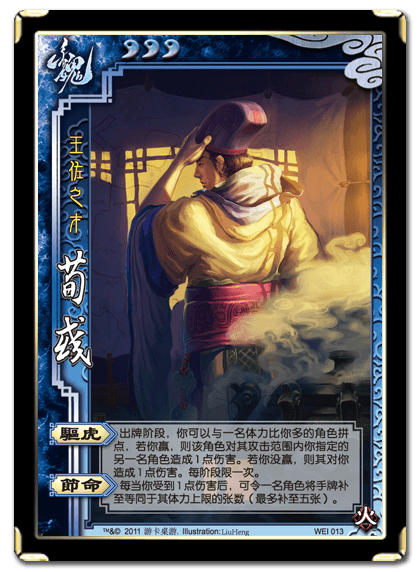 魏
王佐之才
荀彧
驅虎
出牌阶段，你可以与一名体力比你多的角色拼
点，若你赢，则该角色对其攻击范围内你指定的
另一名角色造成1点伤害。若你没赢，则其对你
造成1点伤害。每阶段限一次。
節命
每当你受到1点伤害后，可令一名角色将手牌补
至等同于其体力上限的张数（最多补至五张）。
™&© 2011 游卡桌游. Illustration:LiuHeng
WEI 013
火